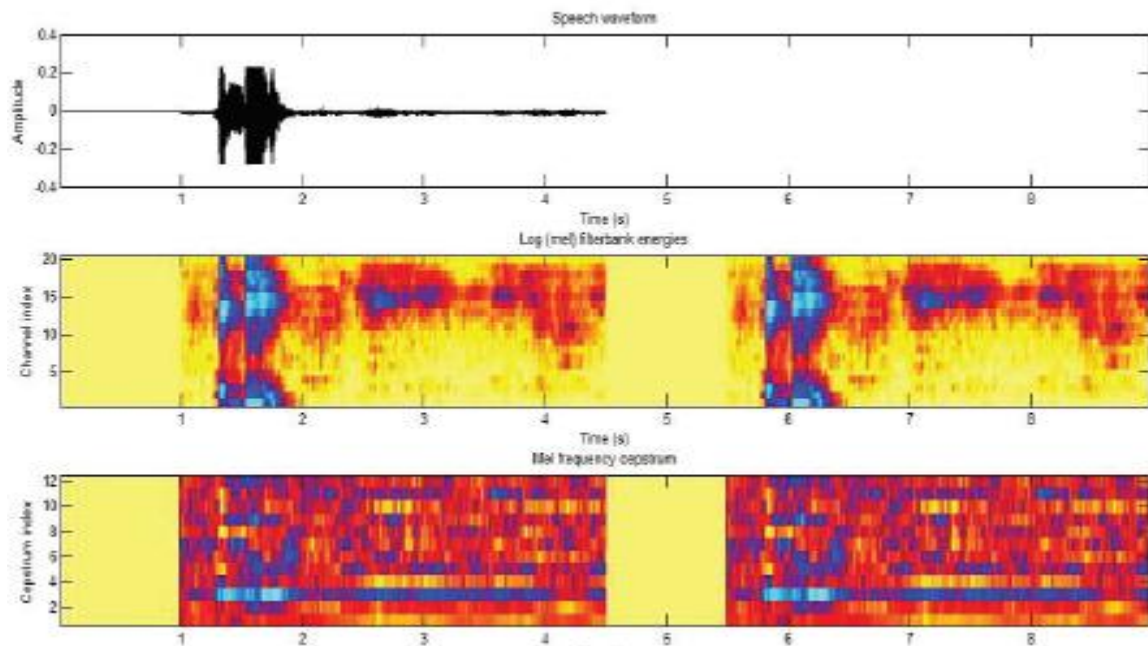 Speech waveform
0.4
0.2
0
-0.2
-0.4
Amplitude
1 2 3 4 5 6 7 8
Time (s)
Log (mel) filterbank energies
20
15
10
5
Channel index
1 2 3 4 5 6 7 8
Time (s)
Mel frequency cepstrum
12
10
8
6
4
2
Cepstrum index
1 2 3 4 5 6 7 8